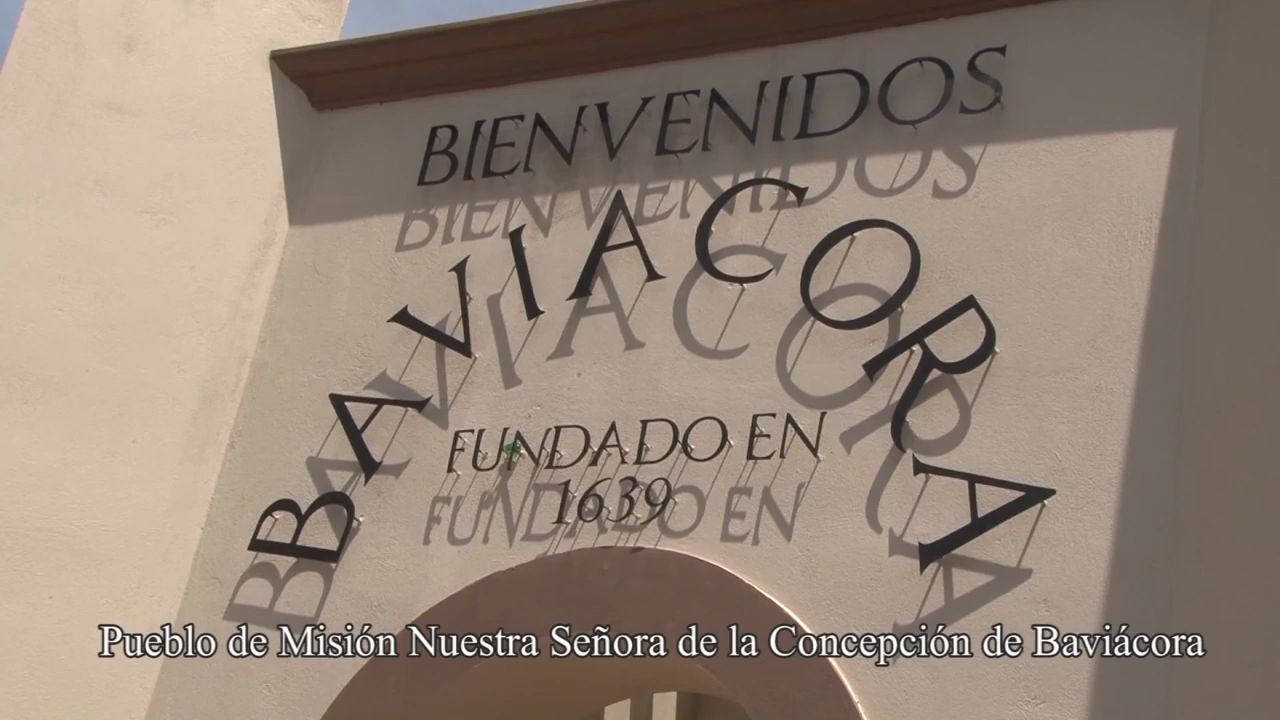 BIENVENIDOS
BAVIACORA
FUNDADO EN
1639
Pueblo de Misión Nuestra Señora de la Concepción de Baviácora